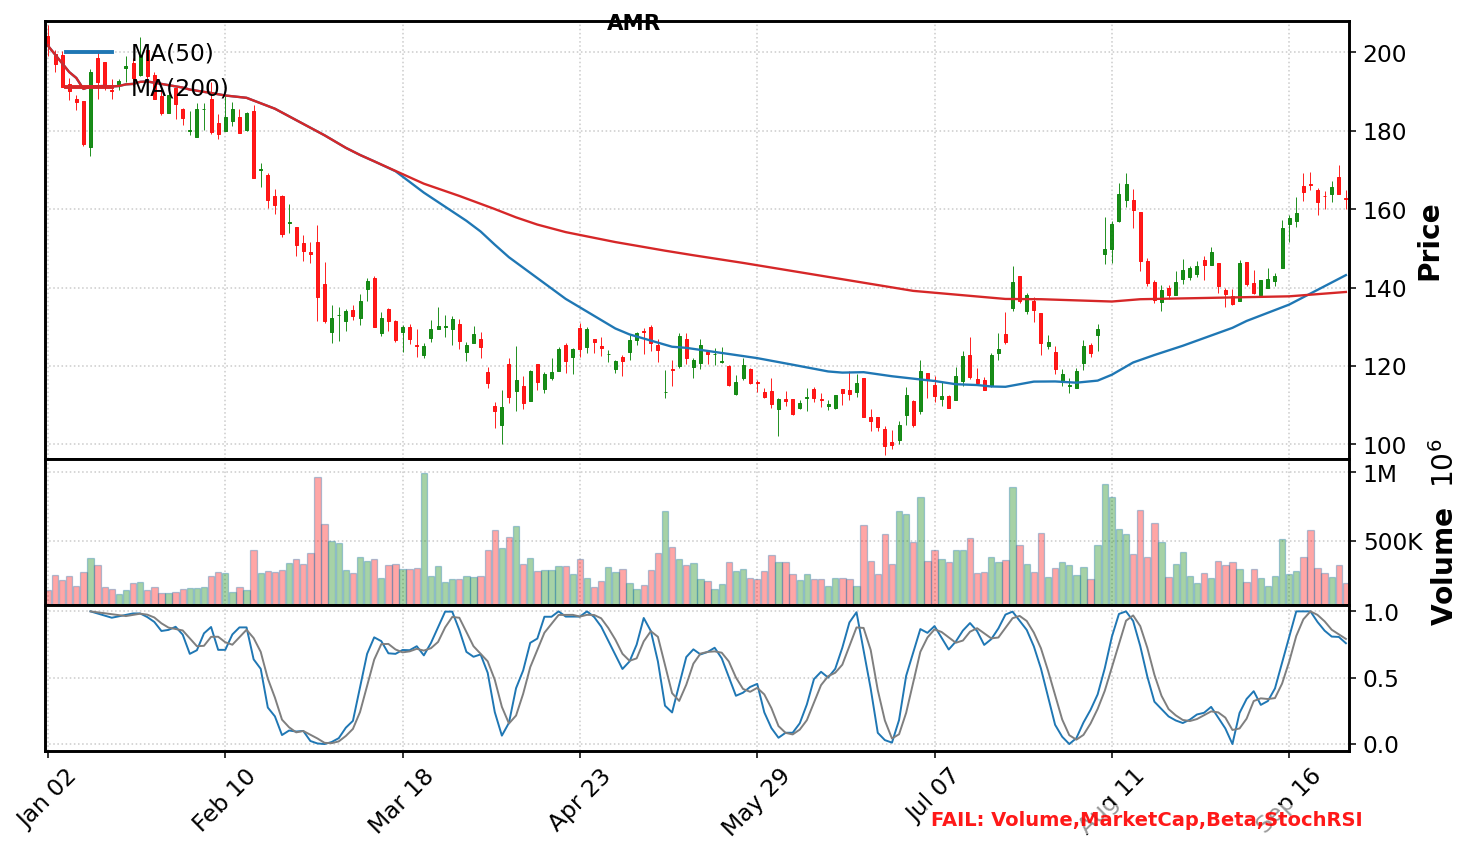 AMR
MA(50)
MA(200)
200
180
160
140
120
100
Price
10⁶
1M
500K
Volume
1.0
0.5
0.0
Jan 02
Feb 10
Mar 18
Apr 23
May 29
Jul 07
Aug 11
Sep 16
FAIL: Volume,MarketCap,Beta,StochRSI